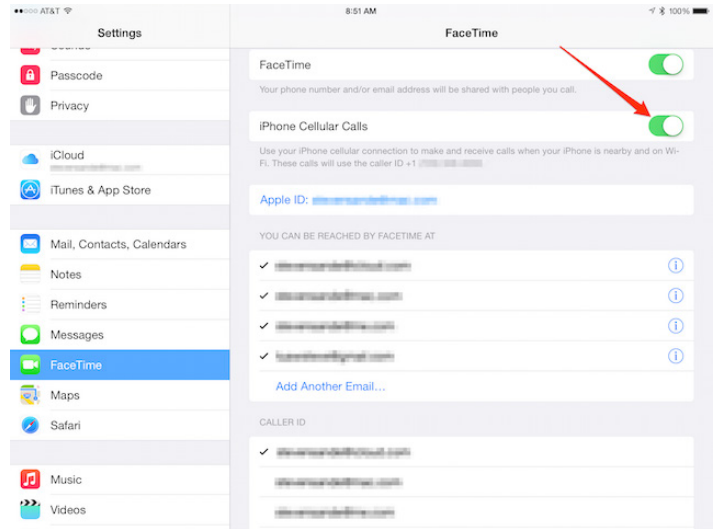 AT&T
8:51 AM
100%
Settings
FaceTime
Sounds
Passcode
Privacy
iCloud
iTunes & App Store
Mail, Contacts, Calendars
Notes
Reminders
Messages
FaceTime
Maps
Safari
Music
Videos
FaceTime
Your phone number and/or email address will be shared with people you call.
iPhone Cellular Calls
Use your iPhone cellular connection to make and receive calls when your iPhone is nearby and on Wi-
Fi. These calls will use the caller ID +1
Apple ID:
YOU CAN BE REACHED BY FACETIME AT
Add Another Email...
CALLER ID